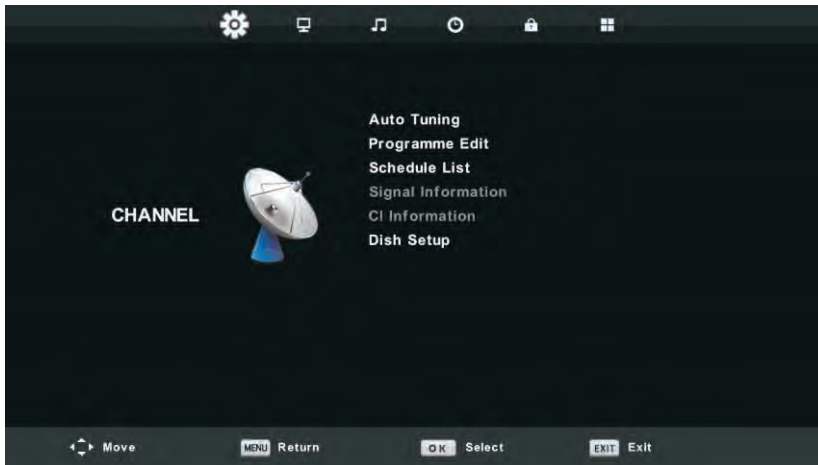 Auto Tuning
Programme Edit
Schedule List
Signal Information
CI Information
Dish Setup
CHANNEL
Move
MENU Return
OK Select
EXIT Exit